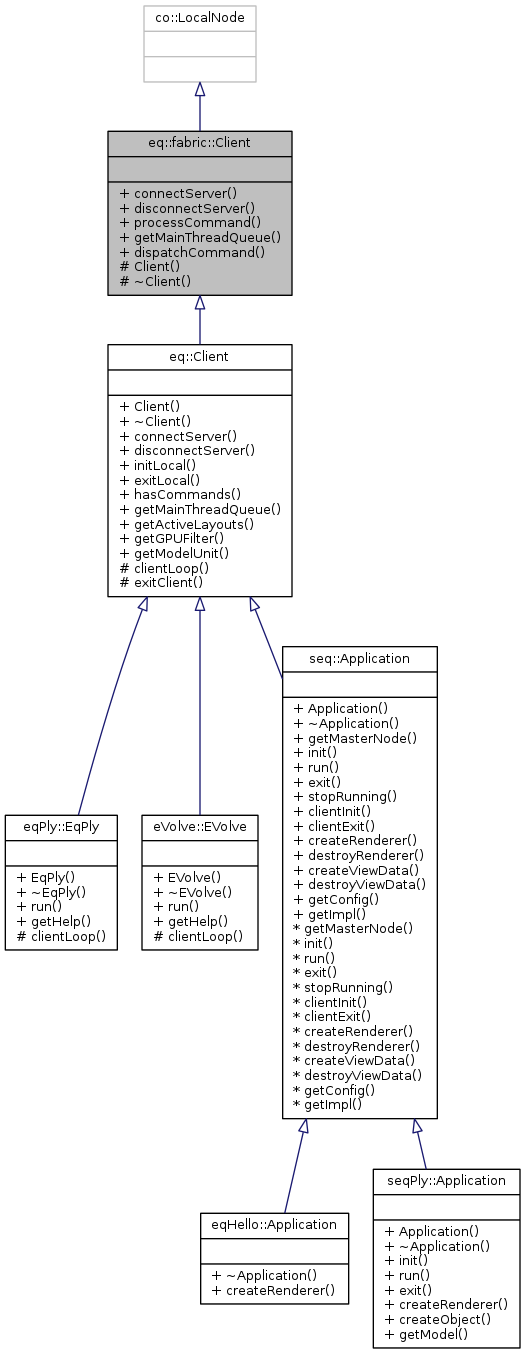 co::LocalNode
eq::fabric::Client
+ connectServer()
+ disconnectServer()
+ processCommand()
+ getMainThreadQueue()
+ dispatchCommand()
# Client()
# ~Client()
eq::Client
+ Client()
+ ~Client()
+ connectServer()
+ disconnectServer()
+ initLocal()
+ exitLocal()
+ hasCommands()
+ getMainThreadQueue()
+ getActiveLayouts()
+ getGPUFilter()
+ getModelUnit()
# clientLoop()
# exitClient()
eqPly::EqPly
+ EqPly()
+ ~EqPly()
+ run()
+ getHelp()
# clientLoop()
eVolve::EVolve
+ EVolve()
+ ~EVolve()
+ run()
+ getHelp()
# clientLoop()
seq::Application
+ Application()
+ ~Application()
+ getMasterNode()
+ init()
+ run()
+ exit()
+ stopRunning()
+ clientInit()
+ clientExit()
+ createRenderer()
+ destroyRenderer()
+ createViewData()
+ destroyViewData()
+ getConfig()
+ getImpl()
* getMasterNode()
* init()
* run()
* exit()
* stopRunning()
* clientInit()
* clientExit()
* createRenderer()
* destroyRenderer()
* createViewData()
* destroyViewData()
* getConfig()
* getImpl()
eqHello::Application
+ ~Application()
+ createRenderer()
seqPly::Application
+ Application()
+ ~Application()
+ init()
+ run()
+ exit()
+ createRenderer()
+ createObject()
+ getModel()